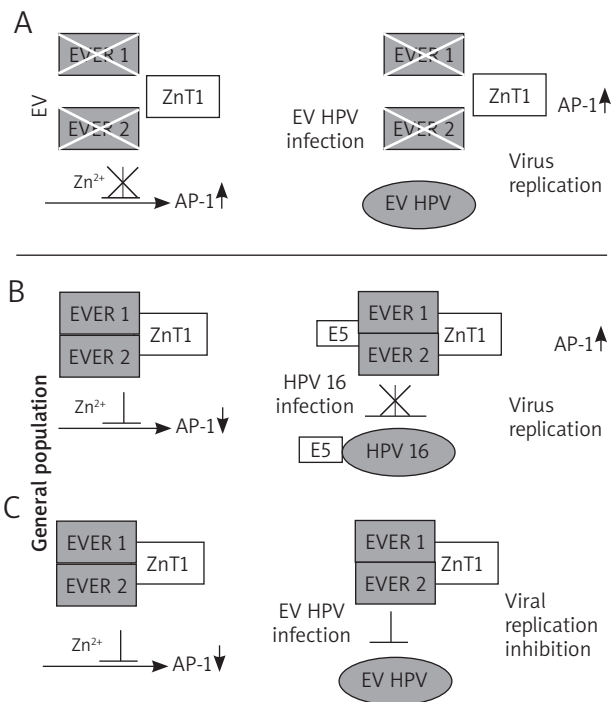 A
EVER 1
ZnT1
EV
EVER 2
Zn2+
AP-1
EVER 1
ZnT1
AP-1
EV HPV
infection
EVER 2
Virus
replication
EV HPV
B
General population
EVER 1
ZnT1
EVER 2
Zn2+
AP-1
EVER 1
E5
ZnT1
EVER 2
AP-1
HPV 16
infection
Virus
replication
E5
HPV 16
C
EVER 1
ZnT1
EVER 2
Zn2+
AP-1
EVER 1
ZnT1
EVER 2
EV HPV
infection
Viral
replication
inhibition
EV HPV